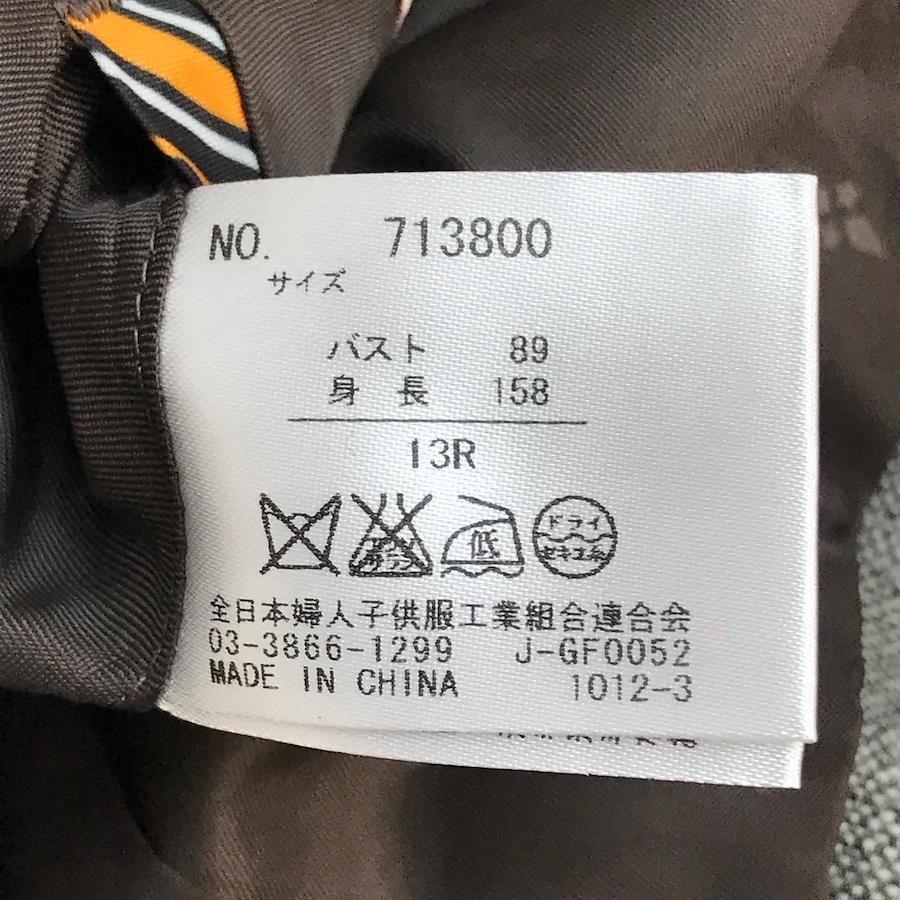 NO. 713800
サイズ
バスト 89
身長 158
13R
低
ドライ
セキユ系
全日本婦人子供服工業組合連合会
03-3866-1299 J-GF0052
MADE IN CHINA 1012-3